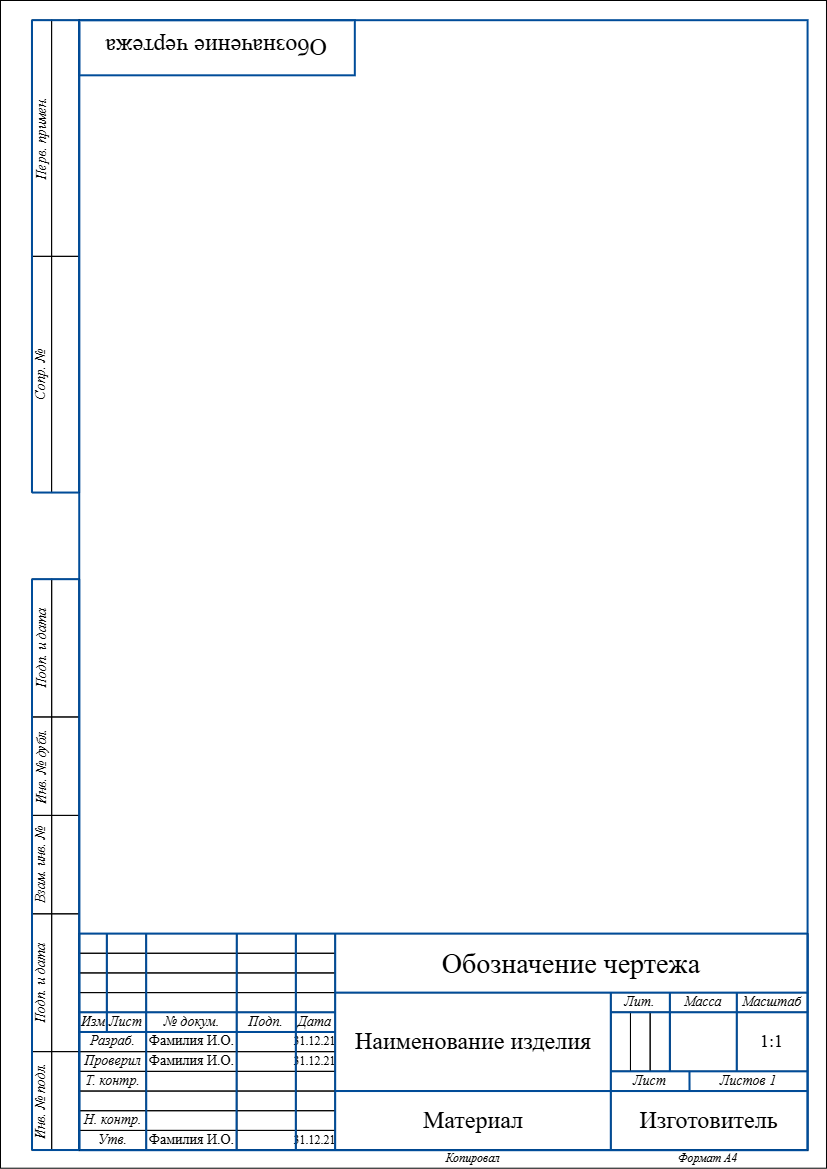 Обозначение чертежа
Перв. примен.
Сопр. №
Подп. и дата
Инв. № дубл.
Взам. инв. №
Подп. и дата
Инв. № подл.
Обозначение чертежа
Лит. Масса Масштаб
Изм Лист № докум. Подп. Дата
Разраб. Фамилия И.О. 31.12.21
Наименование изделия
1:1
Проверил Фамилия И.О. 31.12.21
Т. контр.
Лист Листов 1
Н. контр.
Материал
Изготовитель
Утв. Фамилия И.О. 31.12.21
Копировал Формат А4